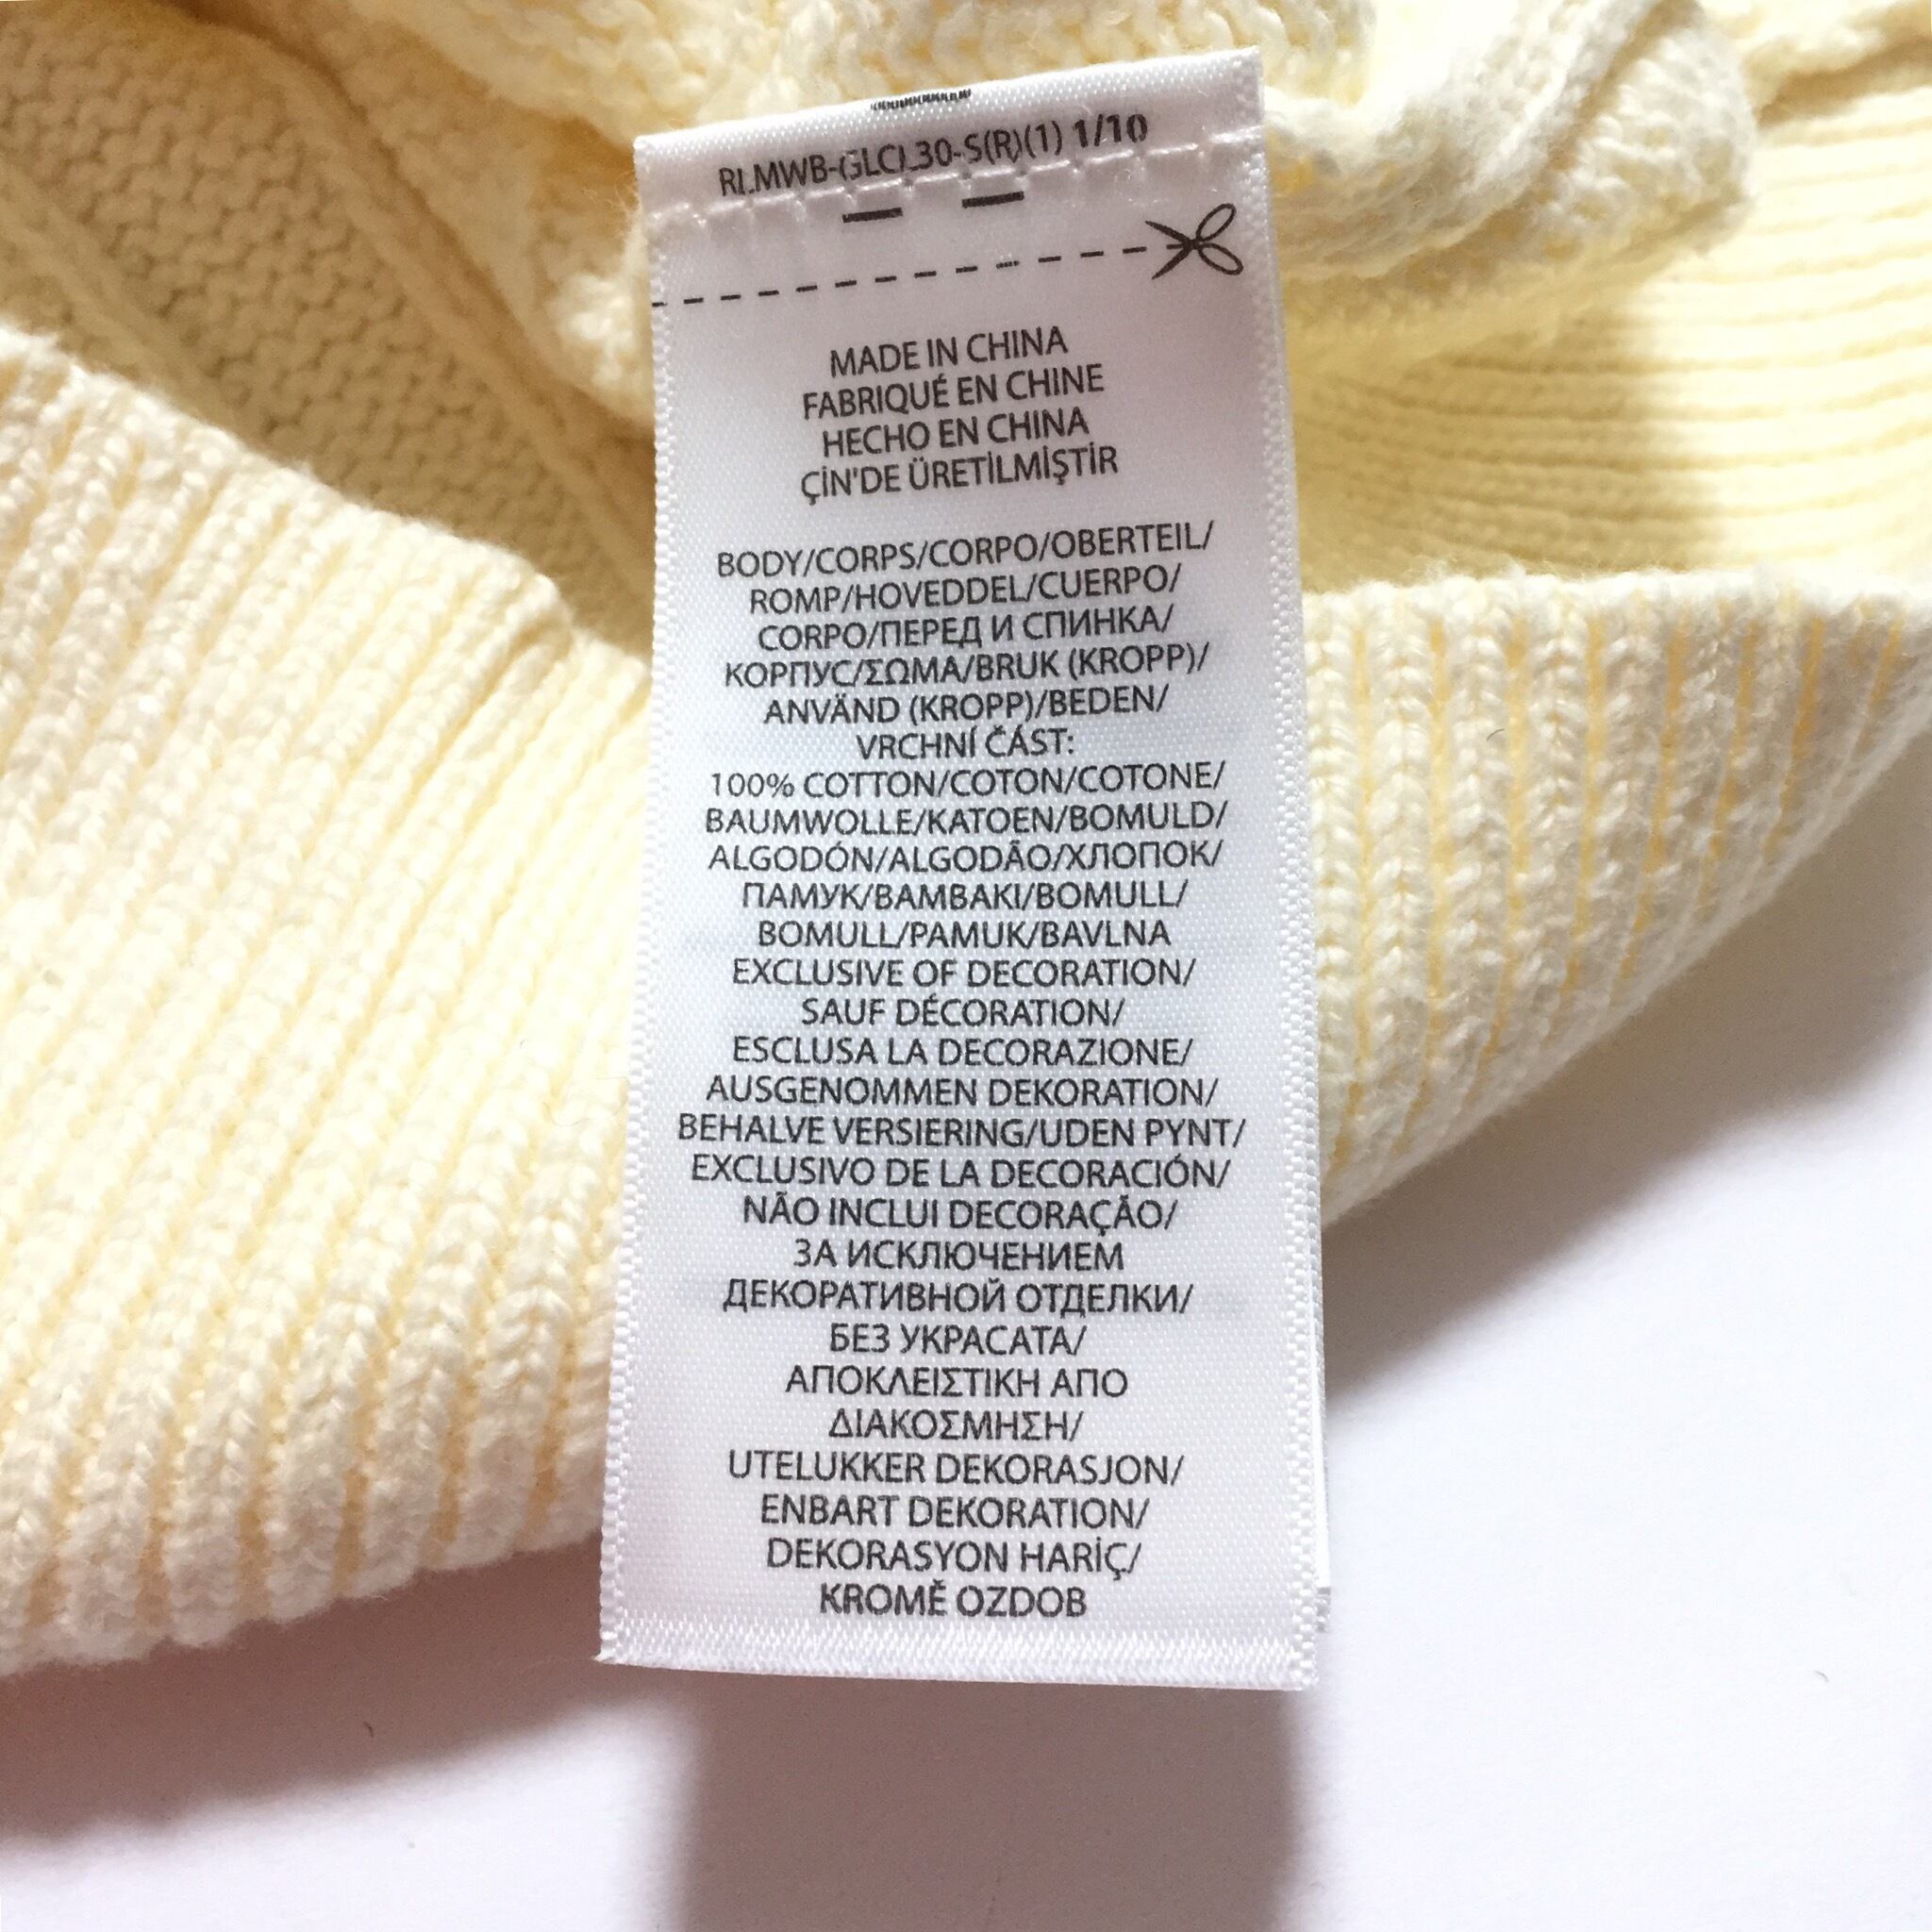 RLMWB-(GLC)L30-S(R)(1) 1/10
MADE IN CHINA
FABRIQUÉ EN CHINE
HECHO EN CHINA
ÇİN'DE ÜRETİLMİŞTİR
BODY/CORPS/CORPO/OBERTEIL/
ROMP/HOVEDDEL/CUERPO/
CORPO/ПЕРЕД И СПИНКА/
КОРПУС/ΣΩΜΑ/BRUK (KROPP)/
ANVÄND (KROPP)/BEDEN/
VRCHNÍ ČÁST:
100% COTTON/COTON/COTONE/
BAUMWOLLE/KATOEN/BOMULD/
ALGODÓN/ALGODÃO/ХЛОПОК/
ПАМУК/ΒΑΜΒΑΚΙ/BOMULL/
BOMULL/PAMUK/BAVLNA
EXCLUSIVE OF DECORATION/
SAUF DÉCORATION/
ESCLUSA LA DECORAZIONE/
AUSGENOMMEN DEKORATION/
BEHALVE VERSIERING/UDEN PYNT/
EXCLUSIVO DE LA DECORACIÓN/
NÃO INCLUI DECORAÇÃO/
ЗА ИСКЛЮЧЕНИЕМ
ДЕКОРАТИВНОЙ ОТДЕЛКИ/
БЕЗ УКРАСАТА/
ΑΠΟΚΛΕΙΣΤΙΚΗ ΑΠΟ
ΔΙΑΚΟΣΜΗΣΗ/
UTELUKKER DEKORASJON/
ENBART DEKORATION/
DEKORASYON HARİÇ/
KROMĚ OZDOB